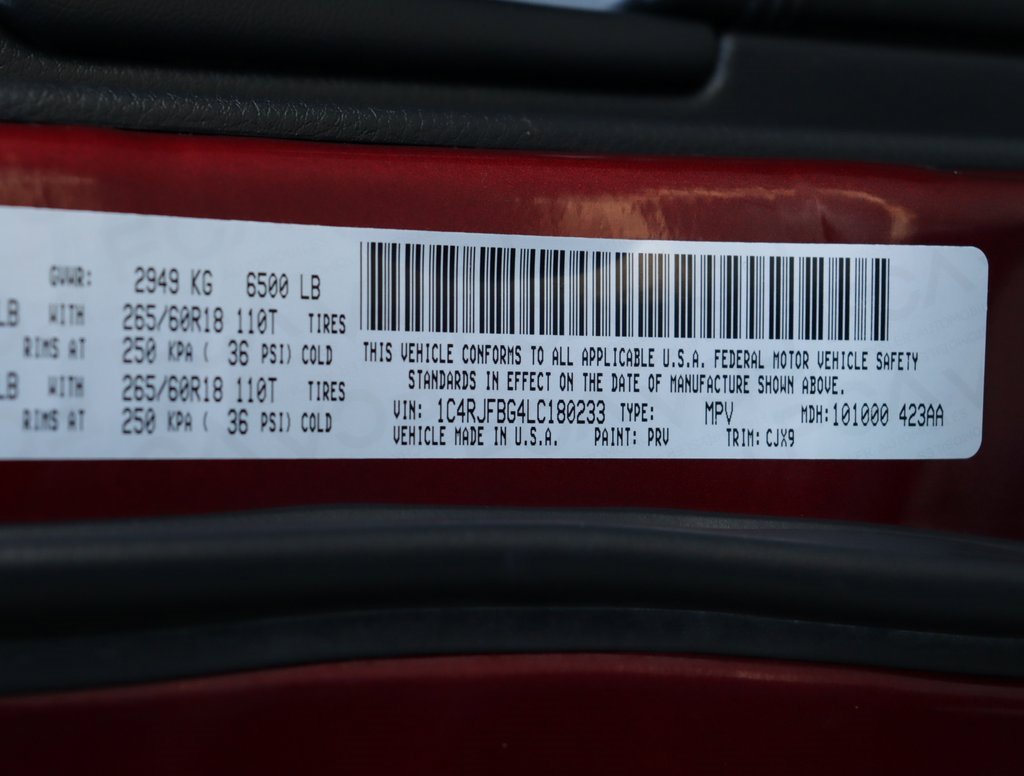 GVWR: 2949 KG 6500 LB
LB WITH 265/60R18 110T TIRES
RIMS AT 250 KPA ( 36 PSI) COLD
LB WITH 265/60R18 110T TIRES
RIMS AT 250 KPA ( 36 PSI) COLD
THIS VEHICLE CONFORMS TO ALL APPLICABLE U.S.A. FEDERAL MOTOR VEHICLE SAFETY
STANDARDS IN EFFECT ON THE DATE OF MANUFACTURE SHOWN ABOVE.
VIN: 1C4RJFBG4LC180233 TYPE: MPV MDH:101000 423AA
VEHICLE MADE IN U.S.A. PAINT: PRV TRIM: CJX9